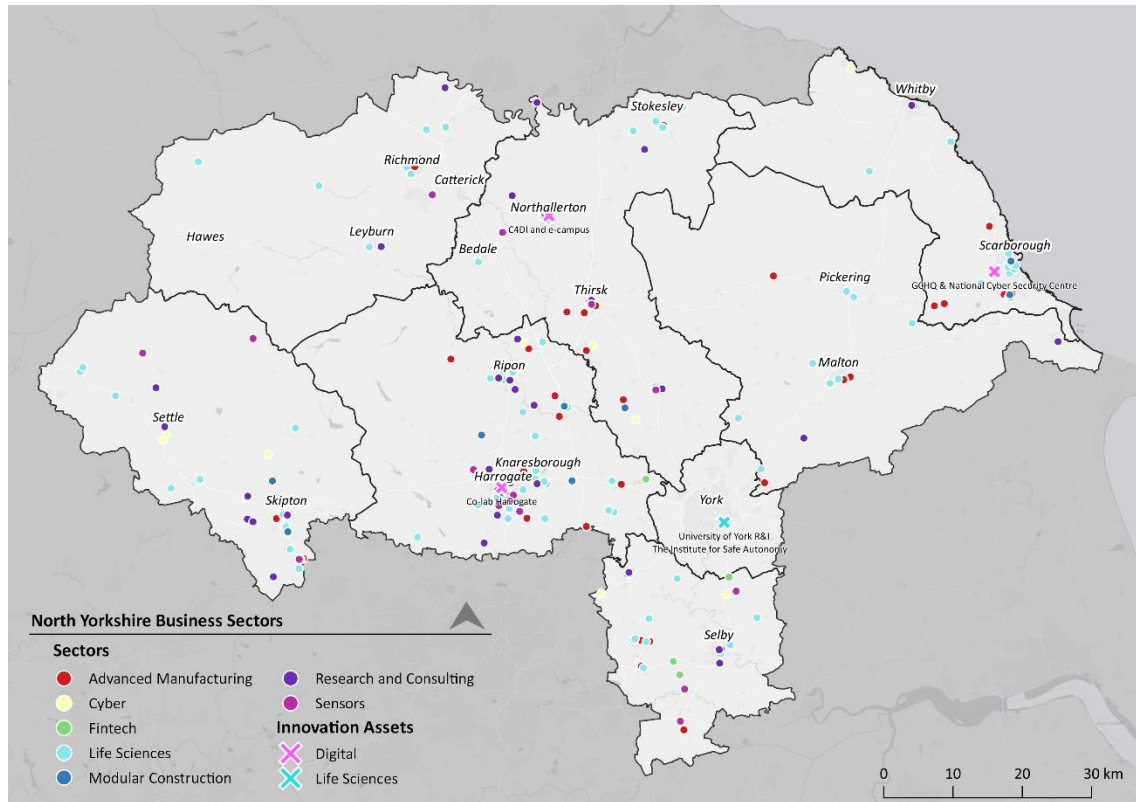 Whitby
Stokesley
Richmond
Catterick
Northallerton
C4DI and e-campus
Hawes
Leyburn
Bedale
Scarborough
GCHQ & National Cyber Security Centre
Pickering
Thirsk
Malton
Ripon
Settle
Knaresborough
Harrogate
Co-lab Harrogate
Skipton
York
University of York R&I
The Institute for Safe Autonomy
Selby
North Yorkshire Business Sectors
Sectors
Advanced Manufacturing
Cyber
Fintech
Life Sciences
Modular Construction
Research and Consulting
Sensors
Innovation Assets
Digital
Life Sciences
0 10 20 30 km